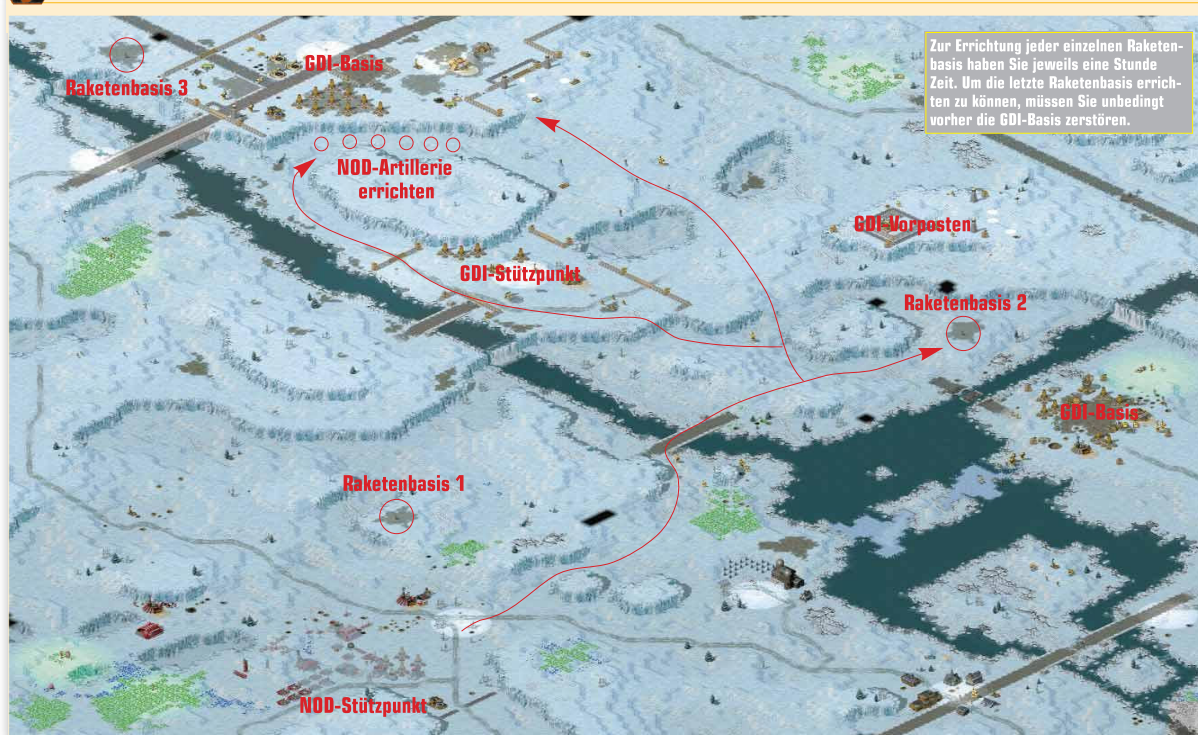 Zur Errichtung jeder einzelnen Raketen-
basis haben Sie jeweils eine Stunde
Zeit. Um die letzte Raketenbasis errich-
ten zu können, müssen Sie unbedingt
vorher die GDI-Basis zerstören.
GDI-Basis
Raketenbasis 3
NOD-Artillerie
errichten
GDI-Vorposten
GDI-Stützpunkt
Raketenbasis 2
GDI-Basis
Raketenbasis 1
NOD-Stützpunkt